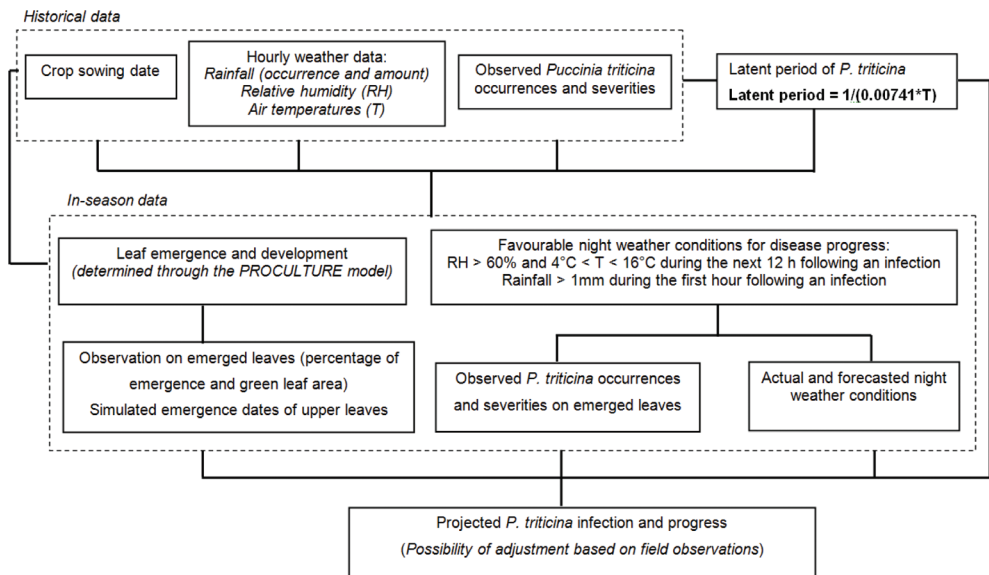 Historical data
Crop sowing date
Hourly weather data:
Rainfall (occurrence and amount)
Relative humidity (RH)
Air temperatures (T)
Observed Puccinia triticina
occurrences and severities
Latent period of P. triticina
Latent period = 1/(0.00741*T)
In-season data
Leaf emergence and development
(determined through the PROCULTURE model)
Favourable night weather conditions for disease progress:
RH > 60% and 4°C < T < 16°C during the next 12 h following an infection
Rainfall > 1mm during the first hour following an infection
Observation on emerged leaves (percentage of
emergence and green leaf area)
Simulated emergence dates of upper leaves
Observed P. triticina occurrences
and severities on emerged leaves
Actual and forecasted night
weather conditions
Projected P. triticina infection and progress
(Possibility of adjustment based on field observations)